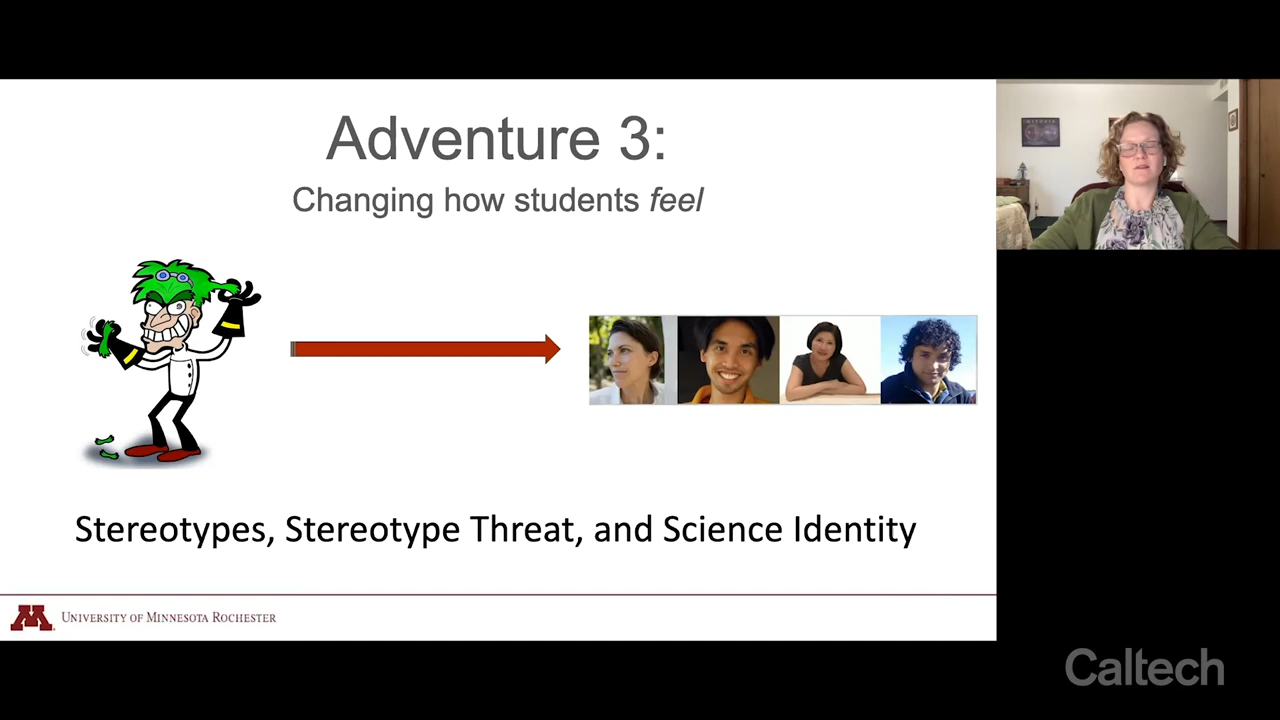 Adventure 3:
Changing how students feel
Stereotypes, Stereotype Threat, and Science Identity
M
UNIVERSITY OF MINNESOTA ROCHESTER
Caltech